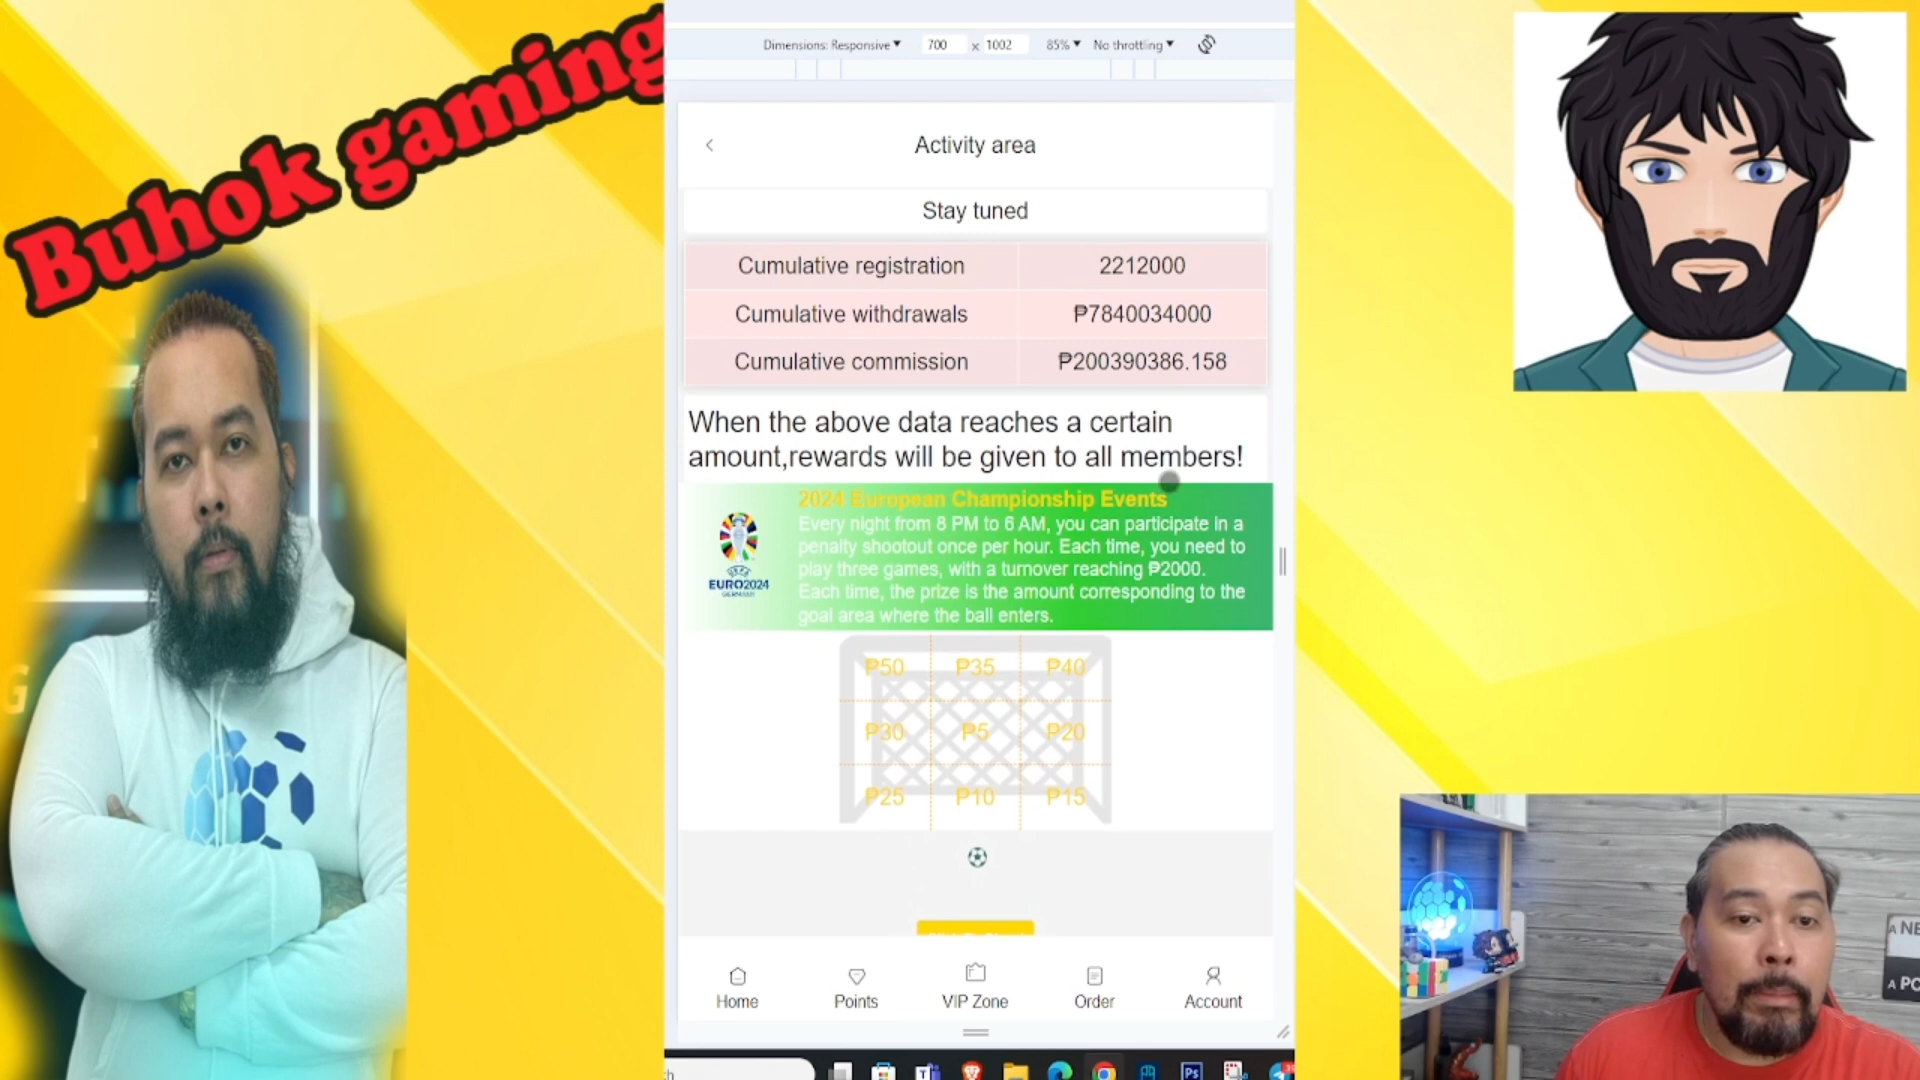 Buhok gaming
Dimensions: Responsive
700 x 1002
85%
No throttling
Activity area
Stay tuned
Cumulative registration 2212000
Cumulative withdrawals ₱7840034000
Cumulative commission ₱200390386.158
When the above data reaches a certain
amount,rewards will be given to all members!
2024 European Championship Events
Every night from 8 PM to 6 AM, you can participate in a
penalty shootout once per hour. Each time, you need to
play three games, with a turnover reaching ₱2000.
Each time, the prize is the amount corresponding to the
goal area where the ball enters.
UEFA
EURO2024
GERMANY
₱50 ₱35 ₱40
₱30 ₱5 ₱20
₱25 ₱10 ₱15
Home Points VIP Zone Order Account
A NE
A PO
Ps